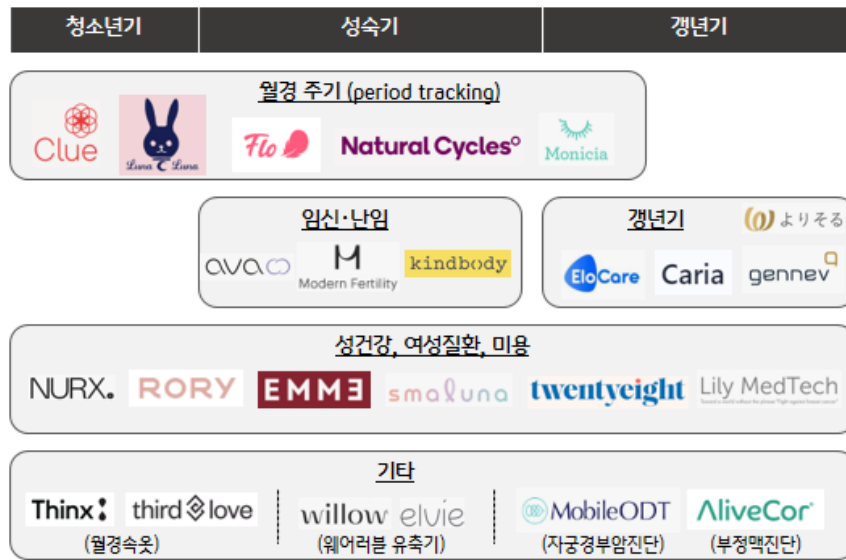 청소년기 성숙기 갱년기
월경 주기 (period tracking)
Clue Luna Luna Flo Natural Cycles° Monicia
임신·난임
ava Modern Fertility kindbody
갱년기 よりそる
EloCare Caria gennev
성건강, 여성질환, 미용
NURX. RORY EMME smaluna twentyeight Lily MedTech
기타
Thinx third love willow elvie MobileODT AliveCor
(월경속옷) (웨어러블 유축기) (자궁경부암진단) (부정맥진단)